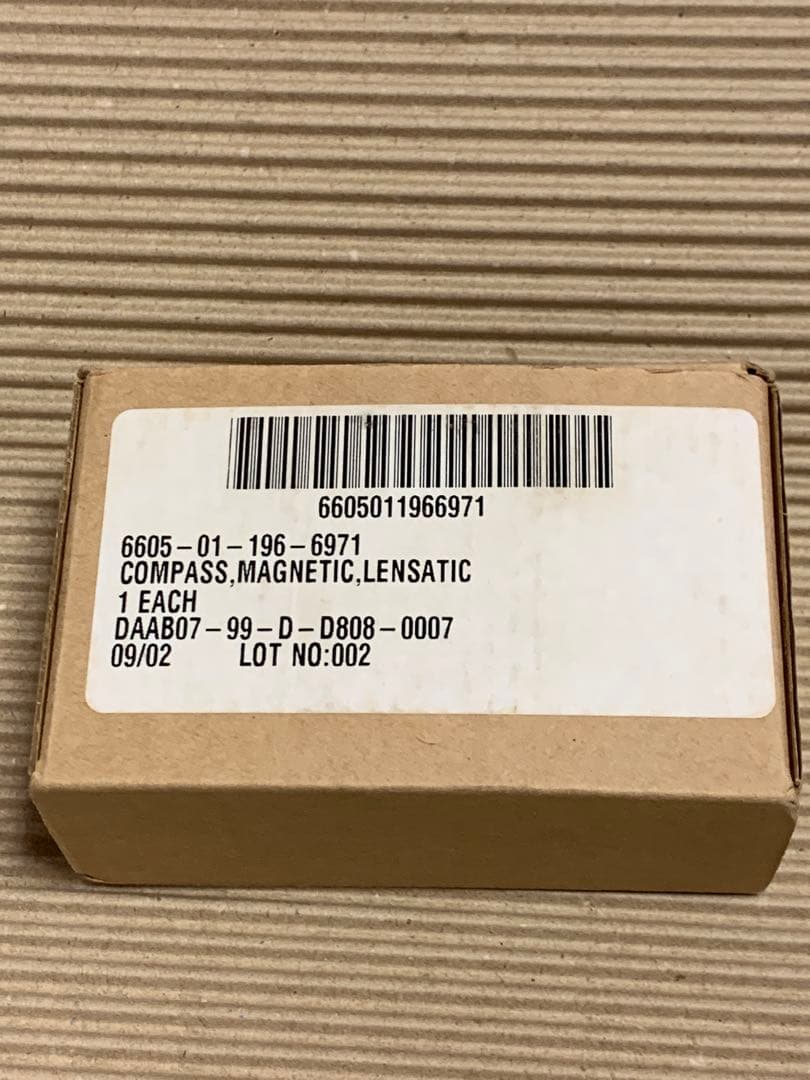 6605011966971
6605-01-196-6971
COMPASS,MAGNETIC,LENSATIC
1 EACH
DAAB07-99-D-D808-0007
09/02 LOT NO:002